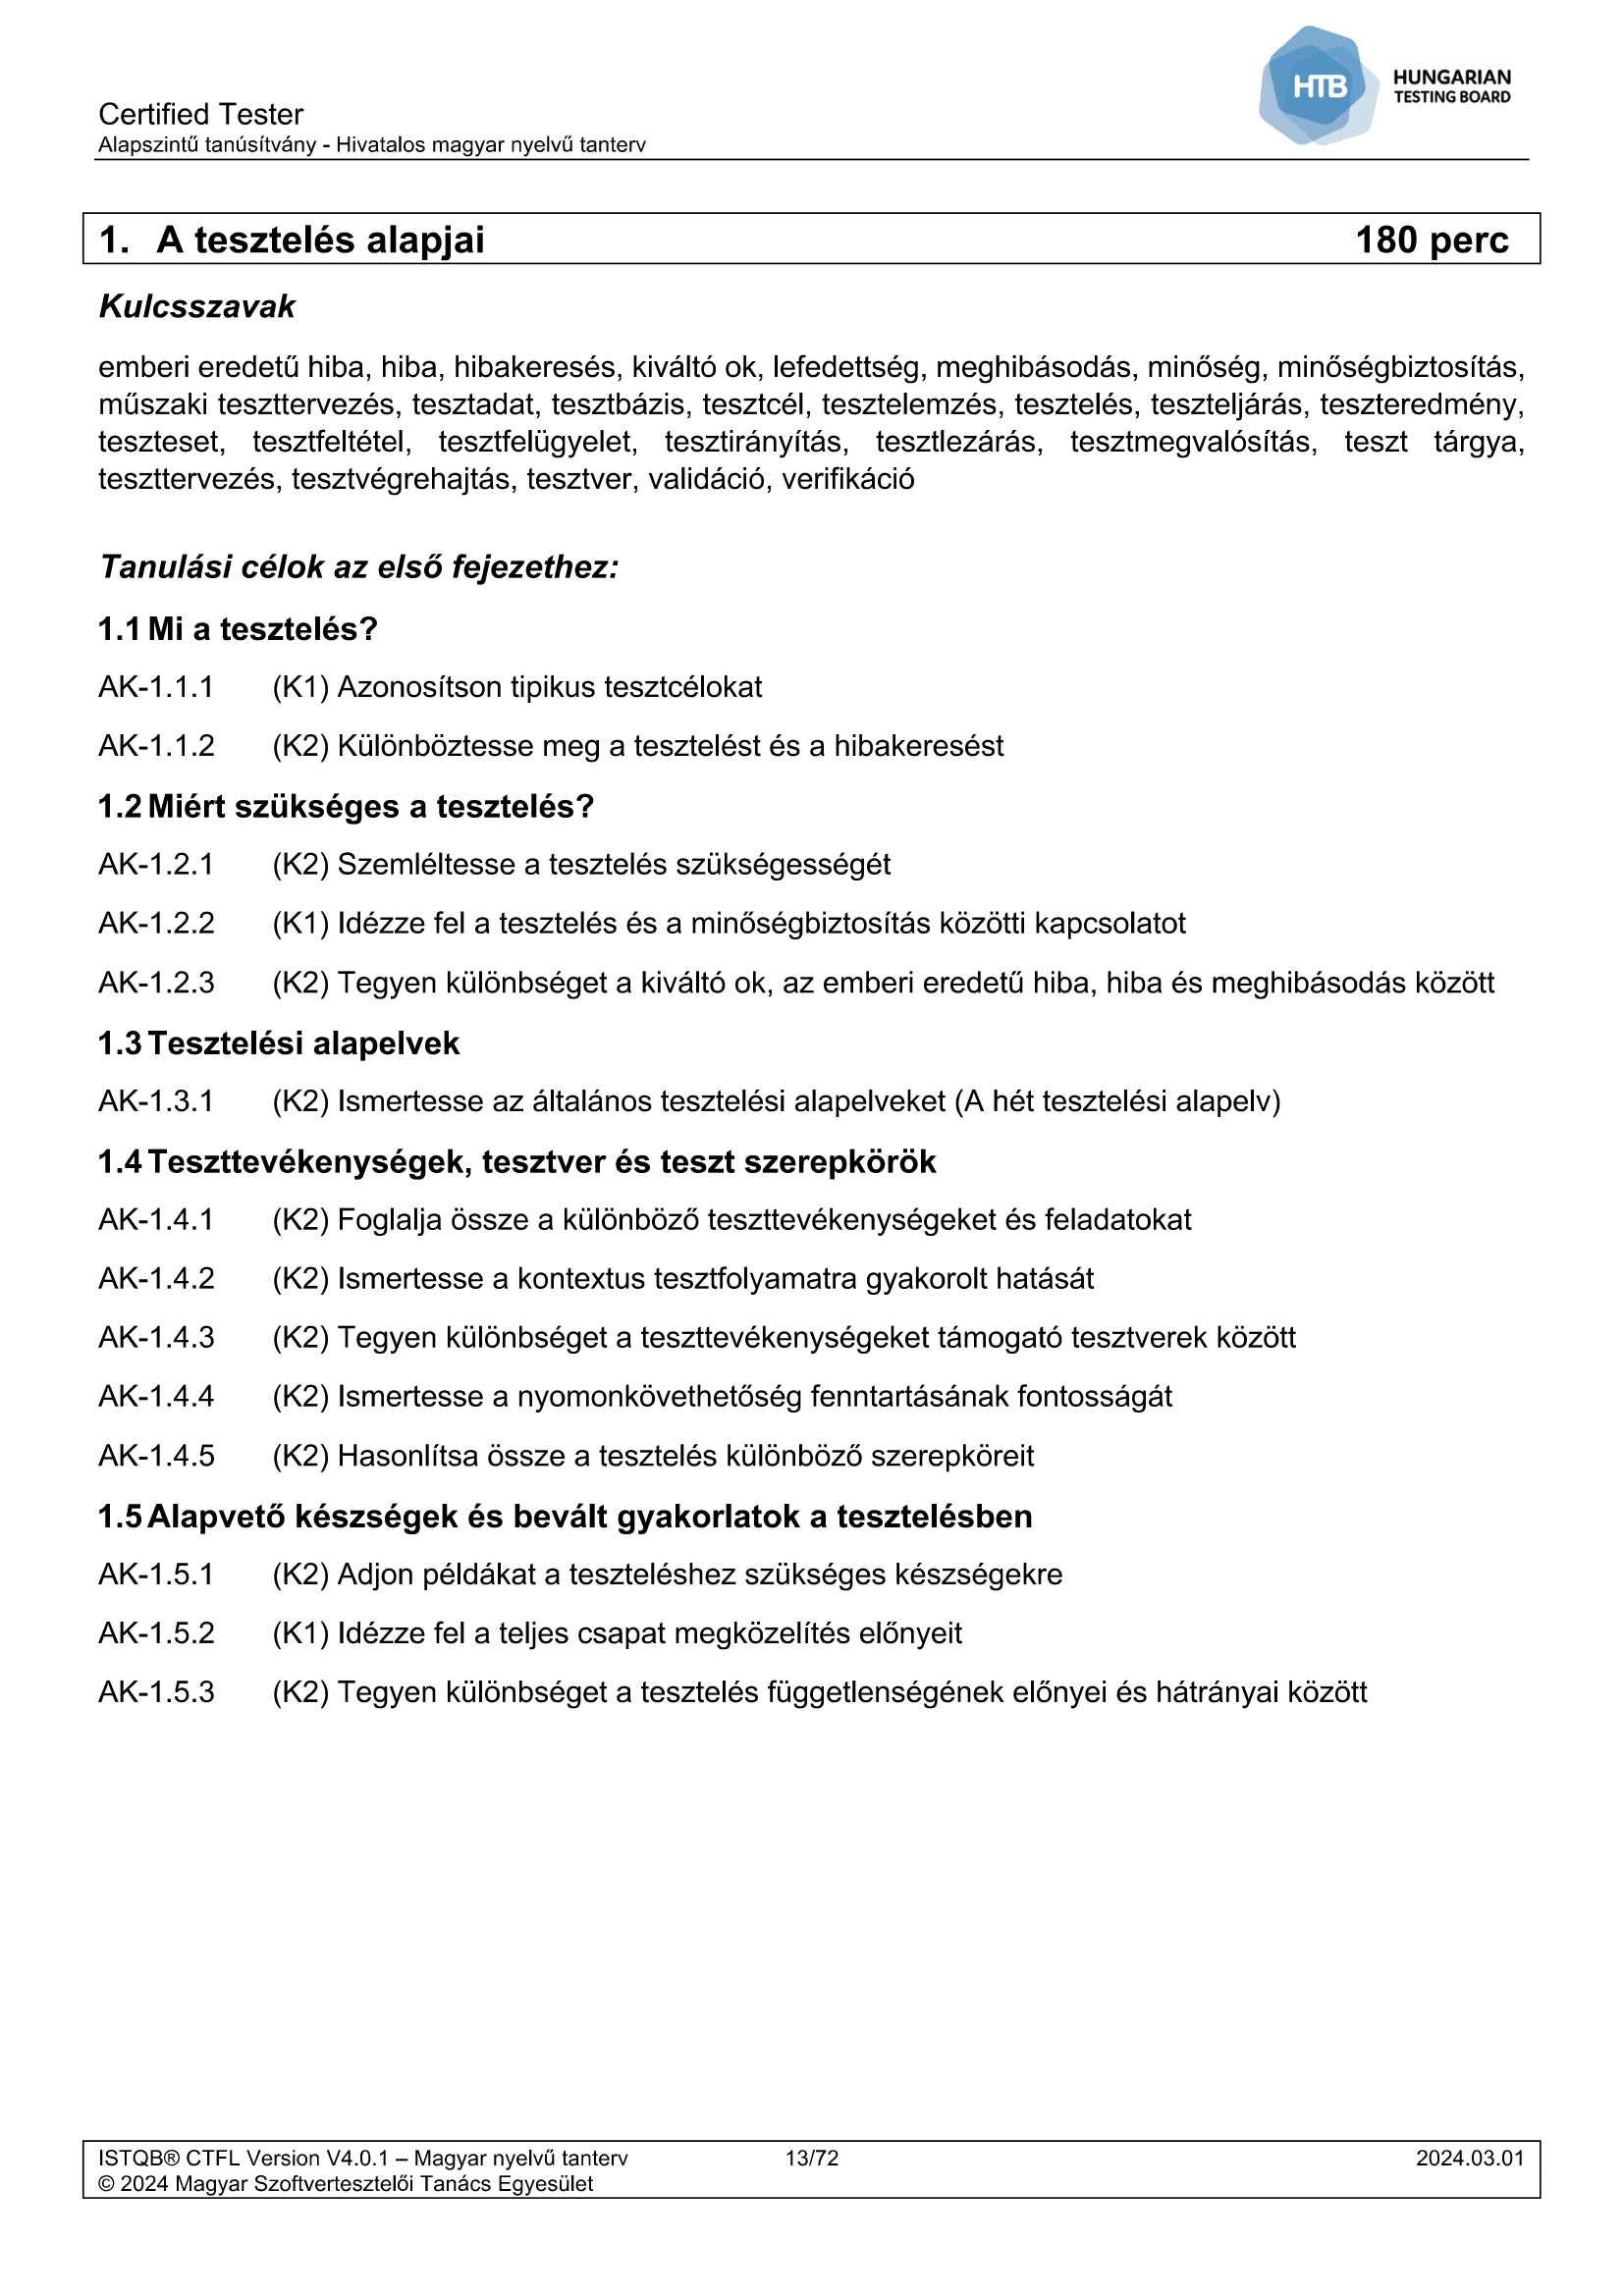 Certified Tester
Alapszintű tanúsítvány - Hivatalos magyar nyelvű tanterv
HTB
HUNGARIAN
TESTING BOARD
1. A tesztelés alapjai 180 perc
Kulcsszavak
emberi eredetű hiba, hiba, hibakeresés, kiváltó ok, lefedettség, meghibásodás, minőség, minőségbiztosítás,
műszaki teszttervezés, tesztadat, tesztbázis, tesztcél, tesztelemzés, tesztelés, teszteljárás, teszteredmény,
teszteset, tesztfeltétel, tesztfelügyelet, tesztirányítás, tesztlezárás, tesztmegvalósítás, teszt tárgya,
teszttervezés, tesztvégrehajtás, tesztver, validáció, verifikáció
Tanulási célok az első fejezethez:
1.1 Mi a tesztelés?
AK-1.1.1 (K1) Azonosítson tipikus tesztcélokat
AK-1.1.2 (K2) Különböztesse meg a tesztelést és a hibakeresést
1.2 Miért szükséges a tesztelés?
AK-1.2.1 (K2) Szemléltesse a tesztelés szükségességét
AK-1.2.2 (K1) Idézze fel a tesztelés és a minőségbiztosítás közötti kapcsolatot
AK-1.2.3 (K2) Tegyen különbséget a kiváltó ok, az emberi eredetű hiba, hiba és meghibásodás között
1.3 Tesztelési alapelvek
AK-1.3.1 (K2) Ismertesse az általános tesztelési alapelveket (A hét tesztelési alapelv)
1.4 Teszttevékenységek, tesztver és teszt szerepkörök
AK-1.4.1 (K2) Foglalja össze a különböző teszttevékenységeket és feladatokat
AK-1.4.2 (K2) Ismertesse a kontextus tesztfolyamatra gyakorolt hatását
AK-1.4.3 (K2) Tegyen különbséget a teszttevékenységeket támogató tesztverek között
AK-1.4.4 (K2) Ismertesse a nyomonkövethetőség fenntartásának fontosságát
AK-1.4.5 (K2) Hasonlítsa össze a tesztelés különböző szerepköreit
1.5 Alapvető készségek és bevált gyakorlatok a tesztelésben
AK-1.5.1 (K2) Adjon példákat a teszteléshez szükséges készségekre
AK-1.5.2 (K1) Idézze fel a teljes csapat megközelítés előnyeit
AK-1.5.3 (K2) Tegyen különbséget a tesztelés függetlenségének előnyei és hátrányai között
ISTQB® CTFL Version V4.0.1 – Magyar nyelvű tanterv 13/72 2024.03.01
© 2024 Magyar Szoftvertesztelői Tanács Egyesület